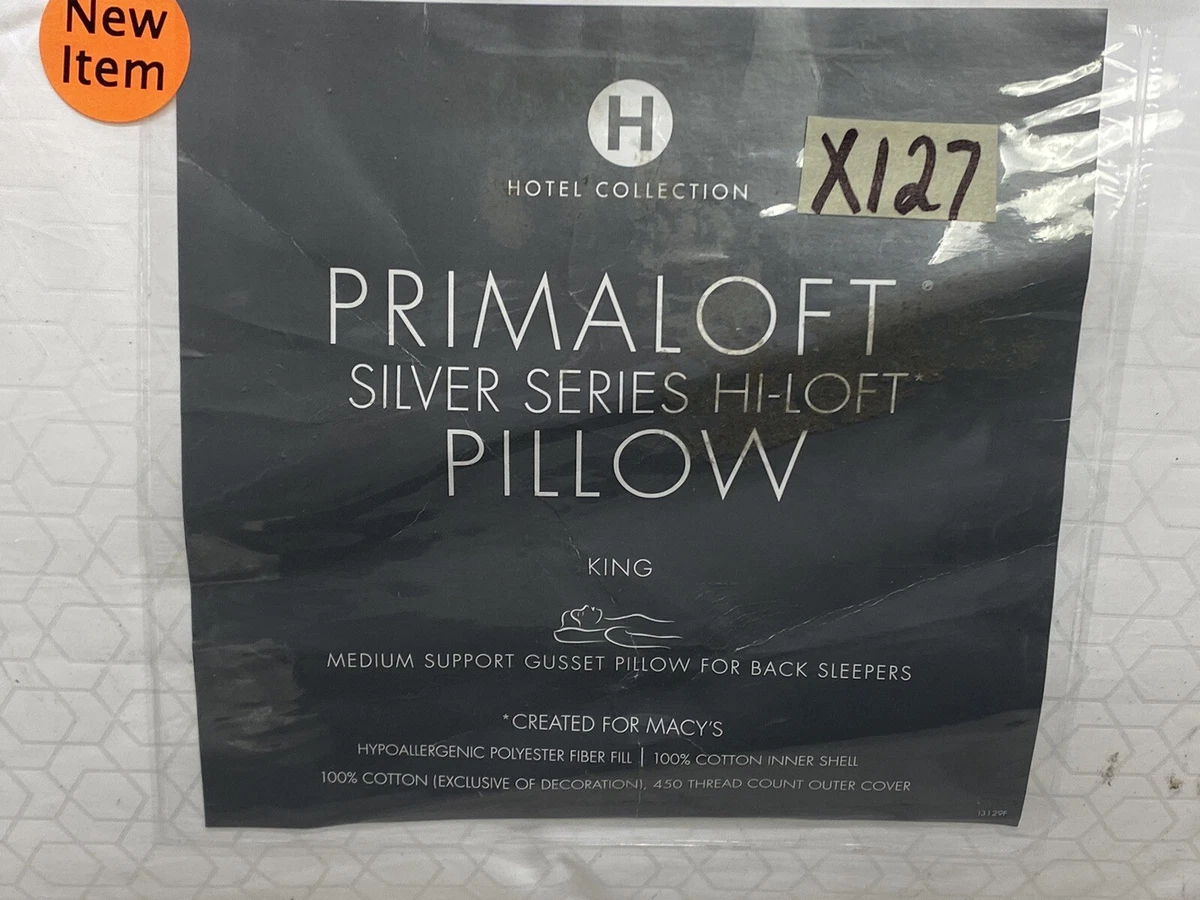 New
Item
H
HOTEL COLLECTION
X127
PRIMALOFT®
SILVER SERIES HI-LOFT*
PILLOW
KING
MEDIUM SUPPORT GUSSET PILLOW FOR BACK SLEEPERS
*CREATED FOR MACY'S
HYPOALLERGENIC POLYESTER FIBER FILL | 100% COTTON INNER SHELL
100% COTTON (EXCLUSIVE OF DECORATION), 450 THREAD COUNT OUTER COVER